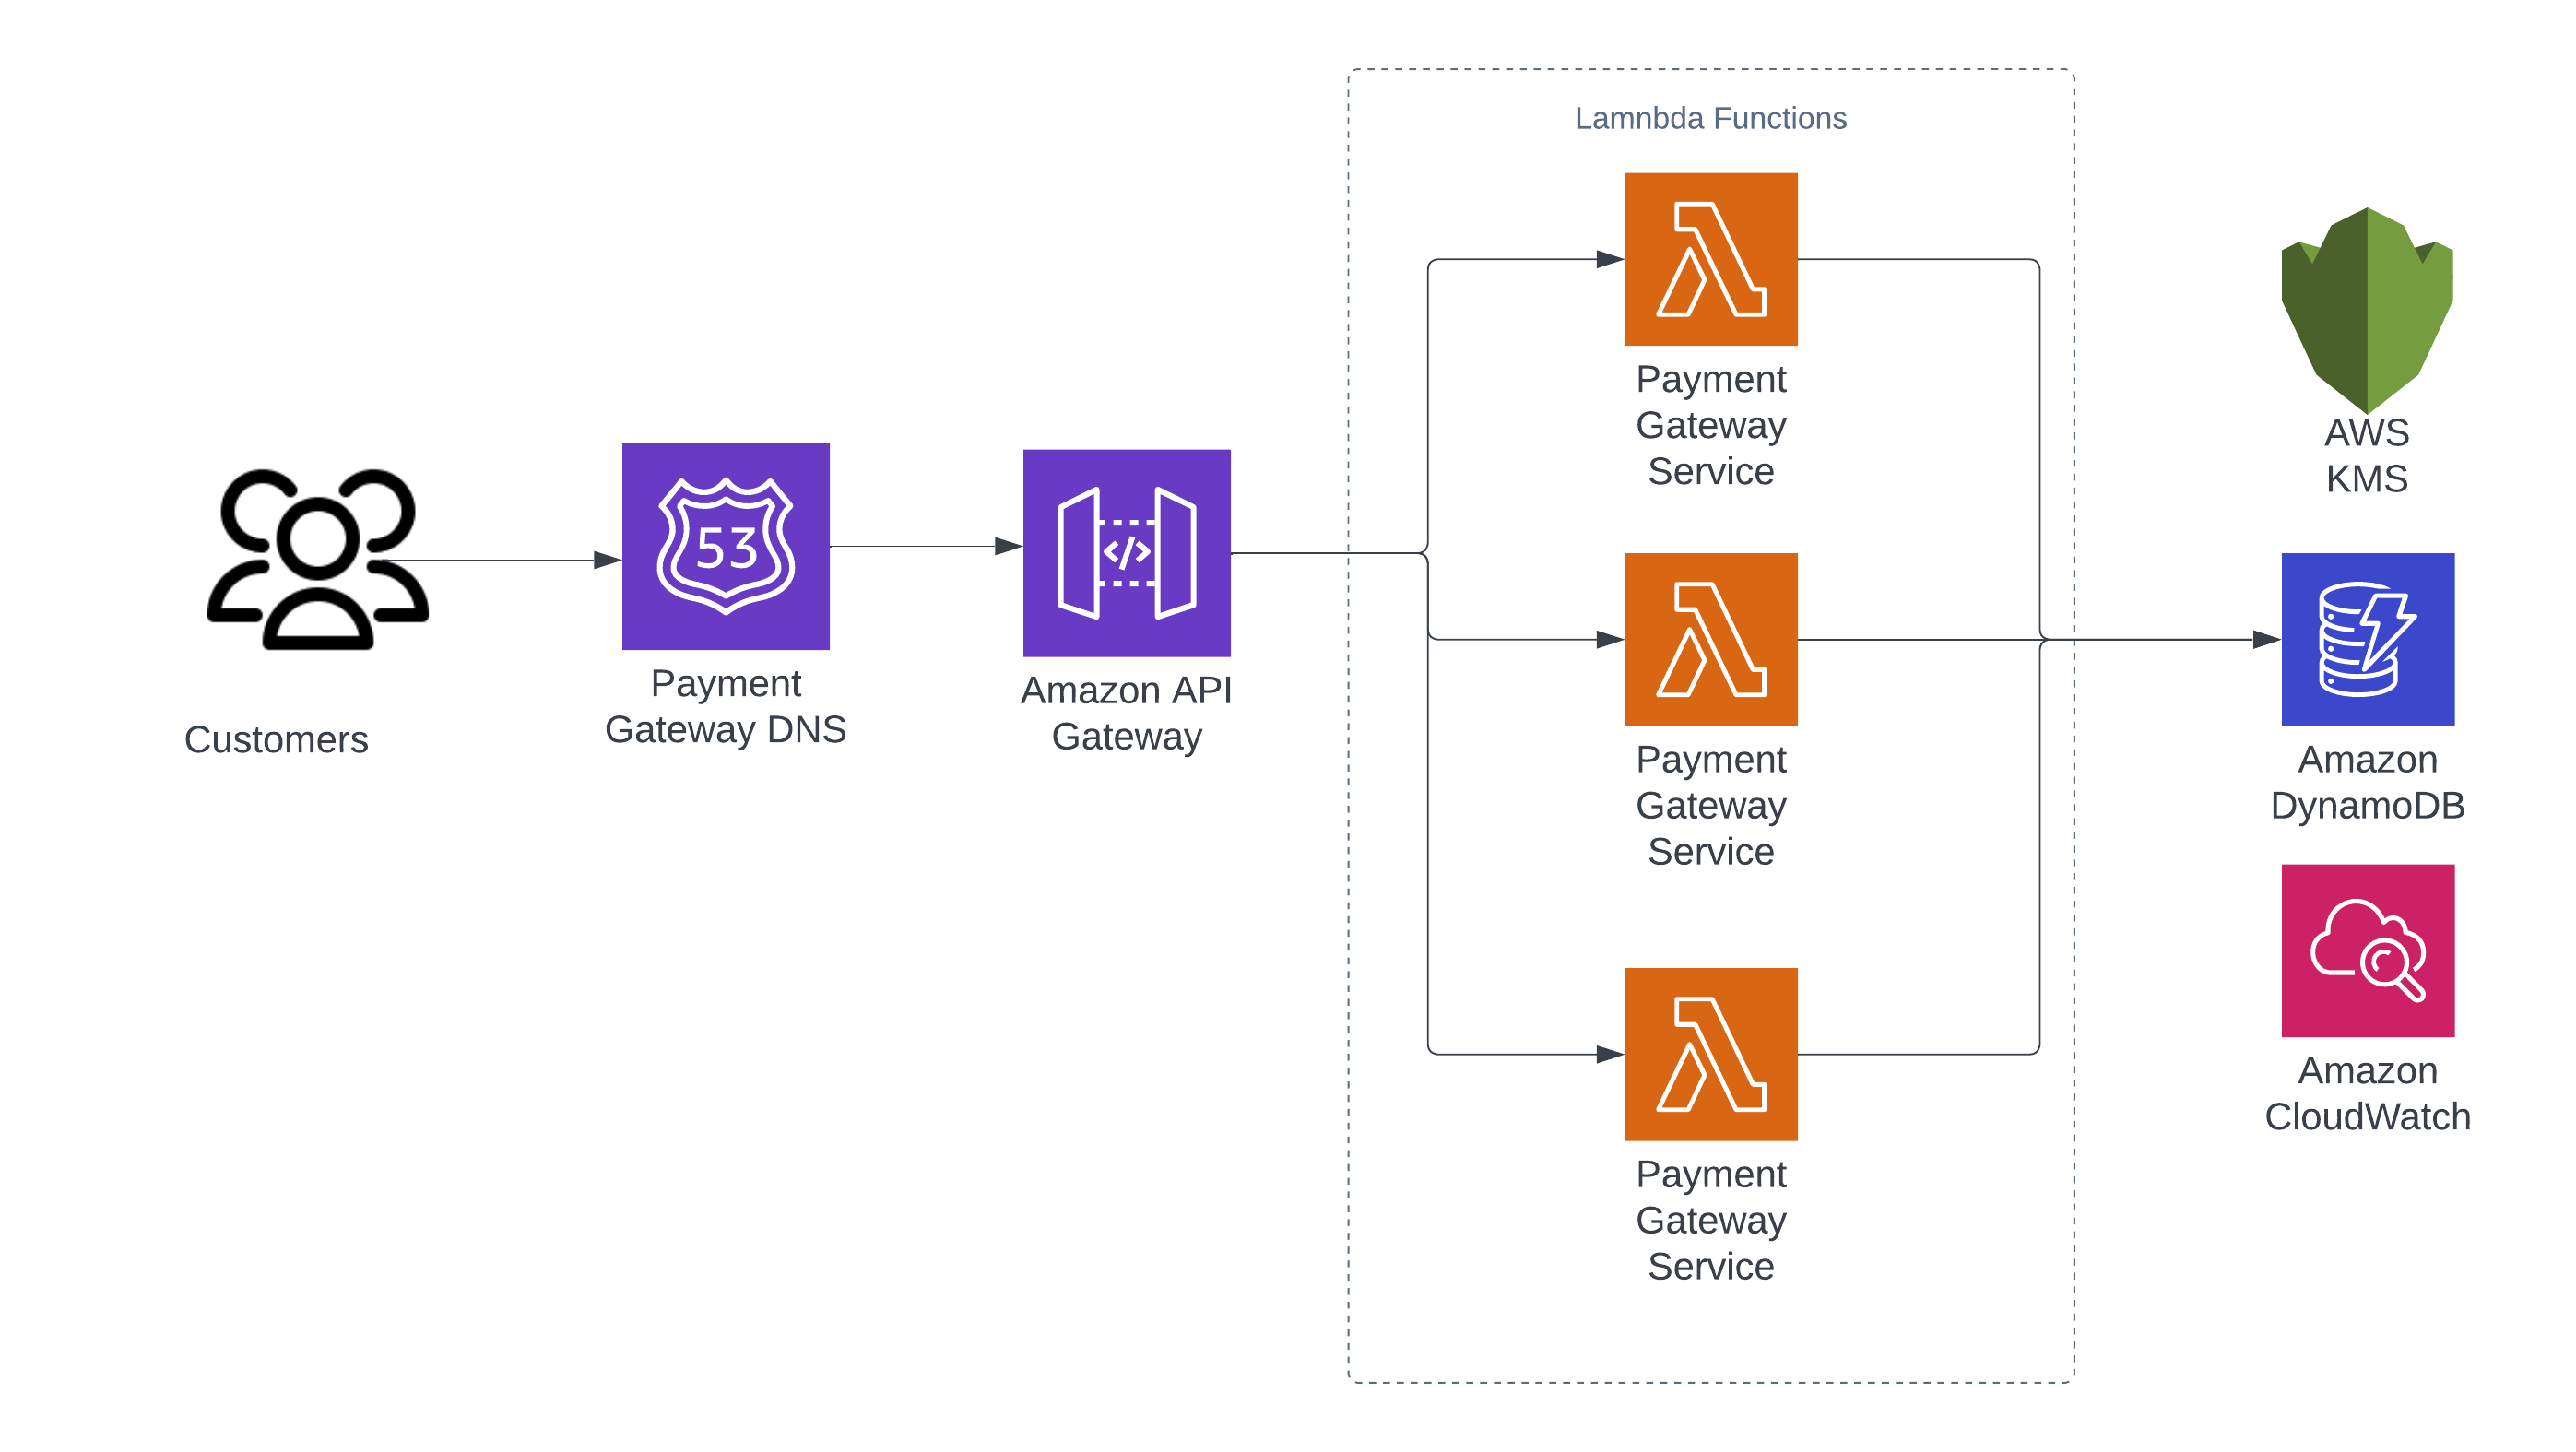 Lamnbda Functions
Customers
53
Payment
Gateway DNS
</>
Amazon API
Gateway
Payment
Gateway
Service
Payment
Gateway
Service
Payment
Gateway
Service
AWS
KMS
Amazon
DynamoDB
Amazon
CloudWatch